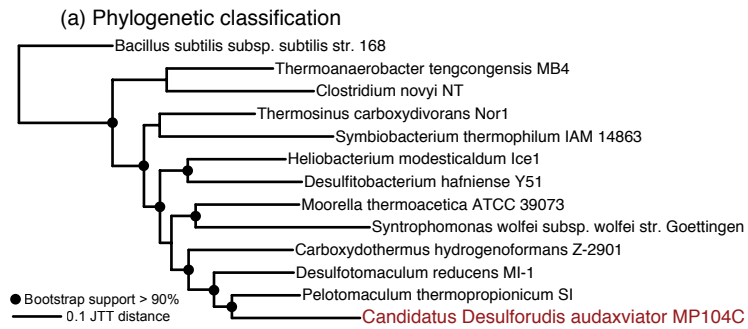 (a) Phylogenetic classification
Bacillus subtilis subsp. subtilis str. 168
Thermoanaerobacter tengcongensis MB4
Clostridium novyi NT
Thermosinus carboxydivorans Nor1
Symbiobacterium thermophilum IAM 14863
Heliobacterium modesticaldum Ice1
Desulfitobacterium hafniense Y51
Moorella thermoacetica ATCC 39073
Syntrophomonas wolfei subsp. wolfei str. Goettingen
Carboxydothermus hydrogenoformans Z-2901
Desulfotomaculum reducens MI-1
Pelotomaculum thermopropionicum SI
Candidatus Desulforudis audaxviator MP104C
Bootstrap support > 90%
0.1 JTT distance